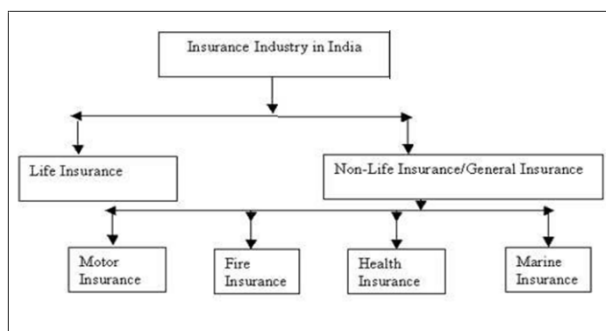 Insurance Industry in India
Life Insurance
Non-Life Insurance/General Insurance
Motor
Insurance
Fire
Insurance
Health
Insurance
Marine
Insurance